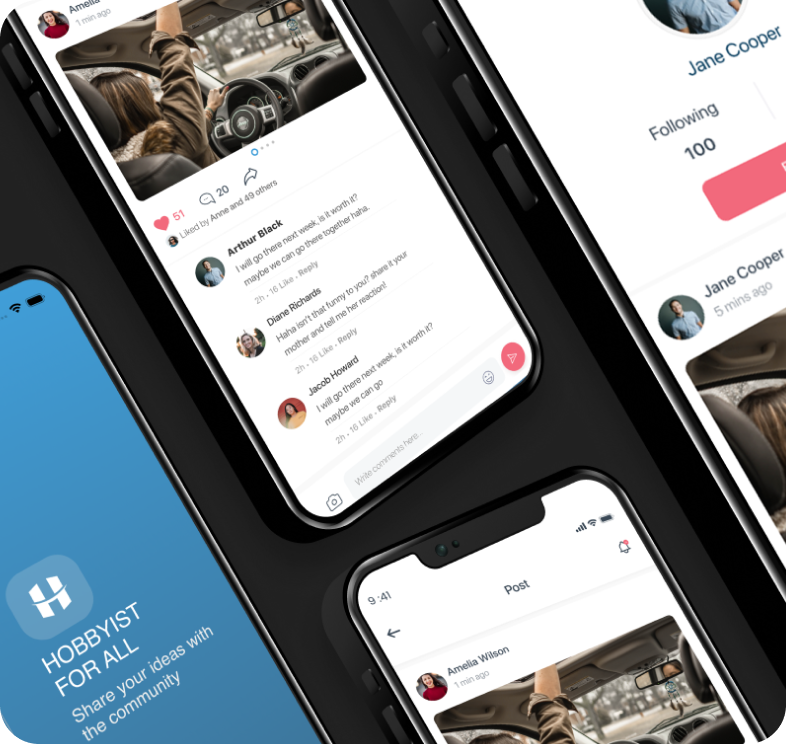 Amelia
1 min ago
51
20
Liked by Anne and 49 others
Arthur Black
I will go there next week, is it worth it?
maybe we can go there together haha.
2h • 16 Like • Reply
Diane Richards
Haha isn't that funny to you? share it your
mother and tell me her reaction!
2h • 16 Like • Reply
Jacob Howard
I will go there next week, is it worth it?
maybe we can go
2h • 16 Like • Reply
Write comments here...
Jane Cooper
Following
100
Jane Cooper
5 mins ago
HOBBYIST
FOR ALL
Share your ideas with
the community
9:41
Post
Amelia Wilson
1 min ago